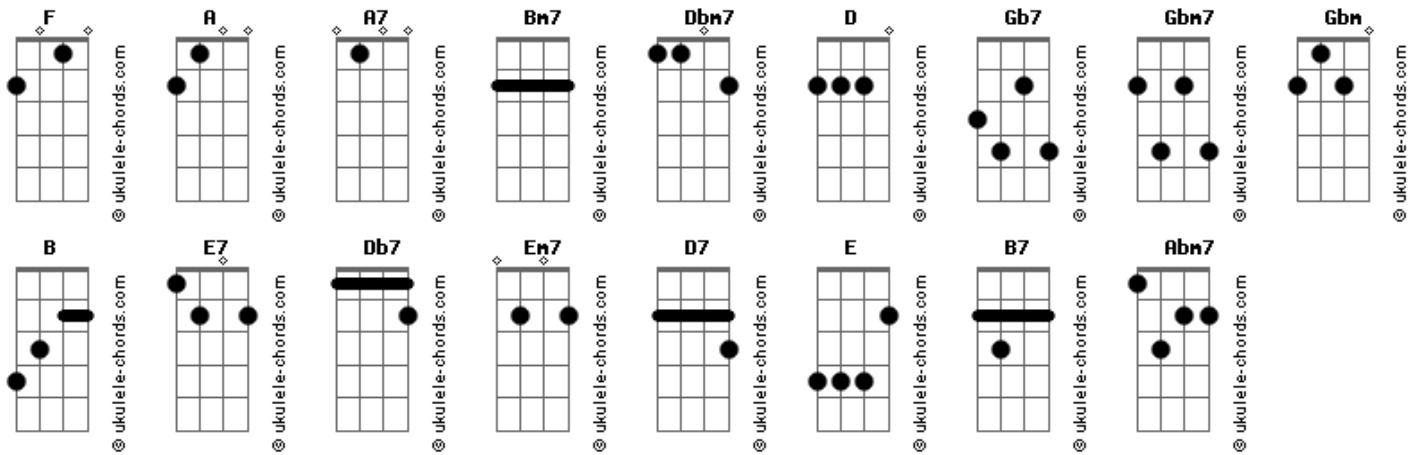 F A A7 Bm7 Dbm7 D Gb7 Gbm7 Gbm
© ukulele-chords.com © ukulele-chords.com © ukulele-chords.com © ukulele-chords.com © ukulele-chords.com © ukulele-chords.com © ukulele-chords.com © ukulele-chords.com © ukulele-chords.com
B E7 Db7 Em7 D7 E B7 Abm7
© ukulele-chords.com © ukulele-chords.com © ukulele-chords.com © ukulele-chords.com © ukulele-chords.com © ukulele-chords.com © ukulele-chords.com © ukulele-chords.com